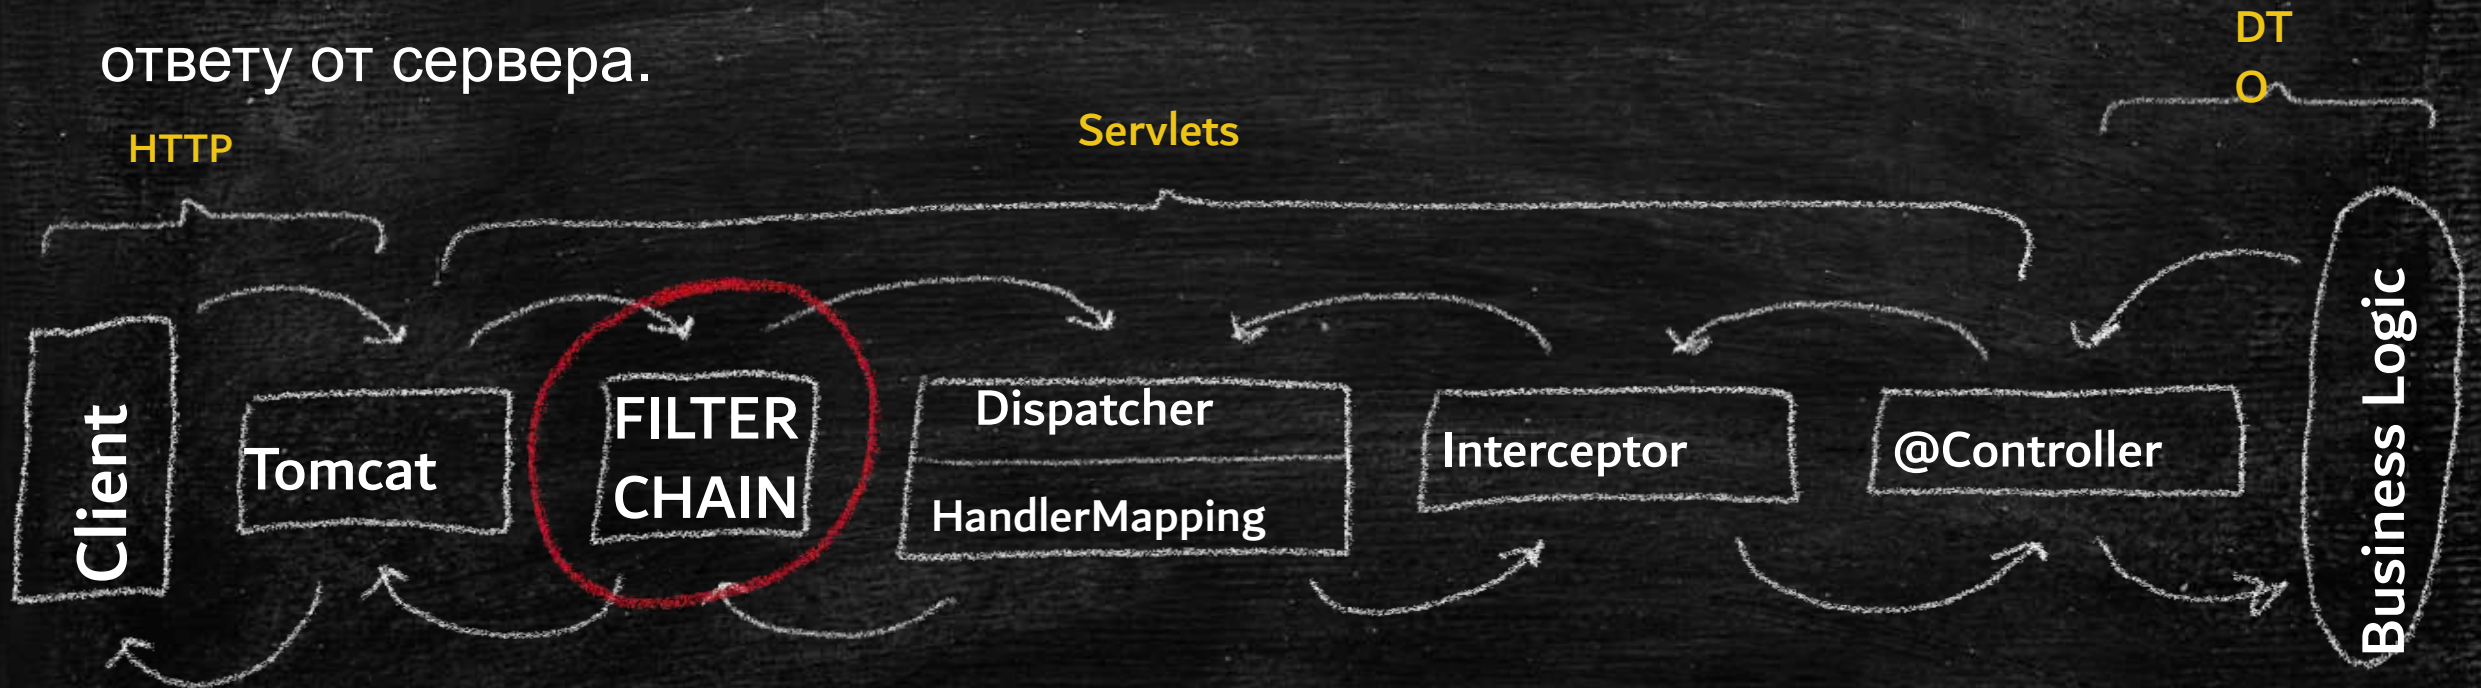 ответу от сервера.
DT
O
HTTP
Servlets
Client
Tomcat
FILTER
CHAIN
Dispatcher
HandlerMapping
Interceptor
@Controller
Business Logic